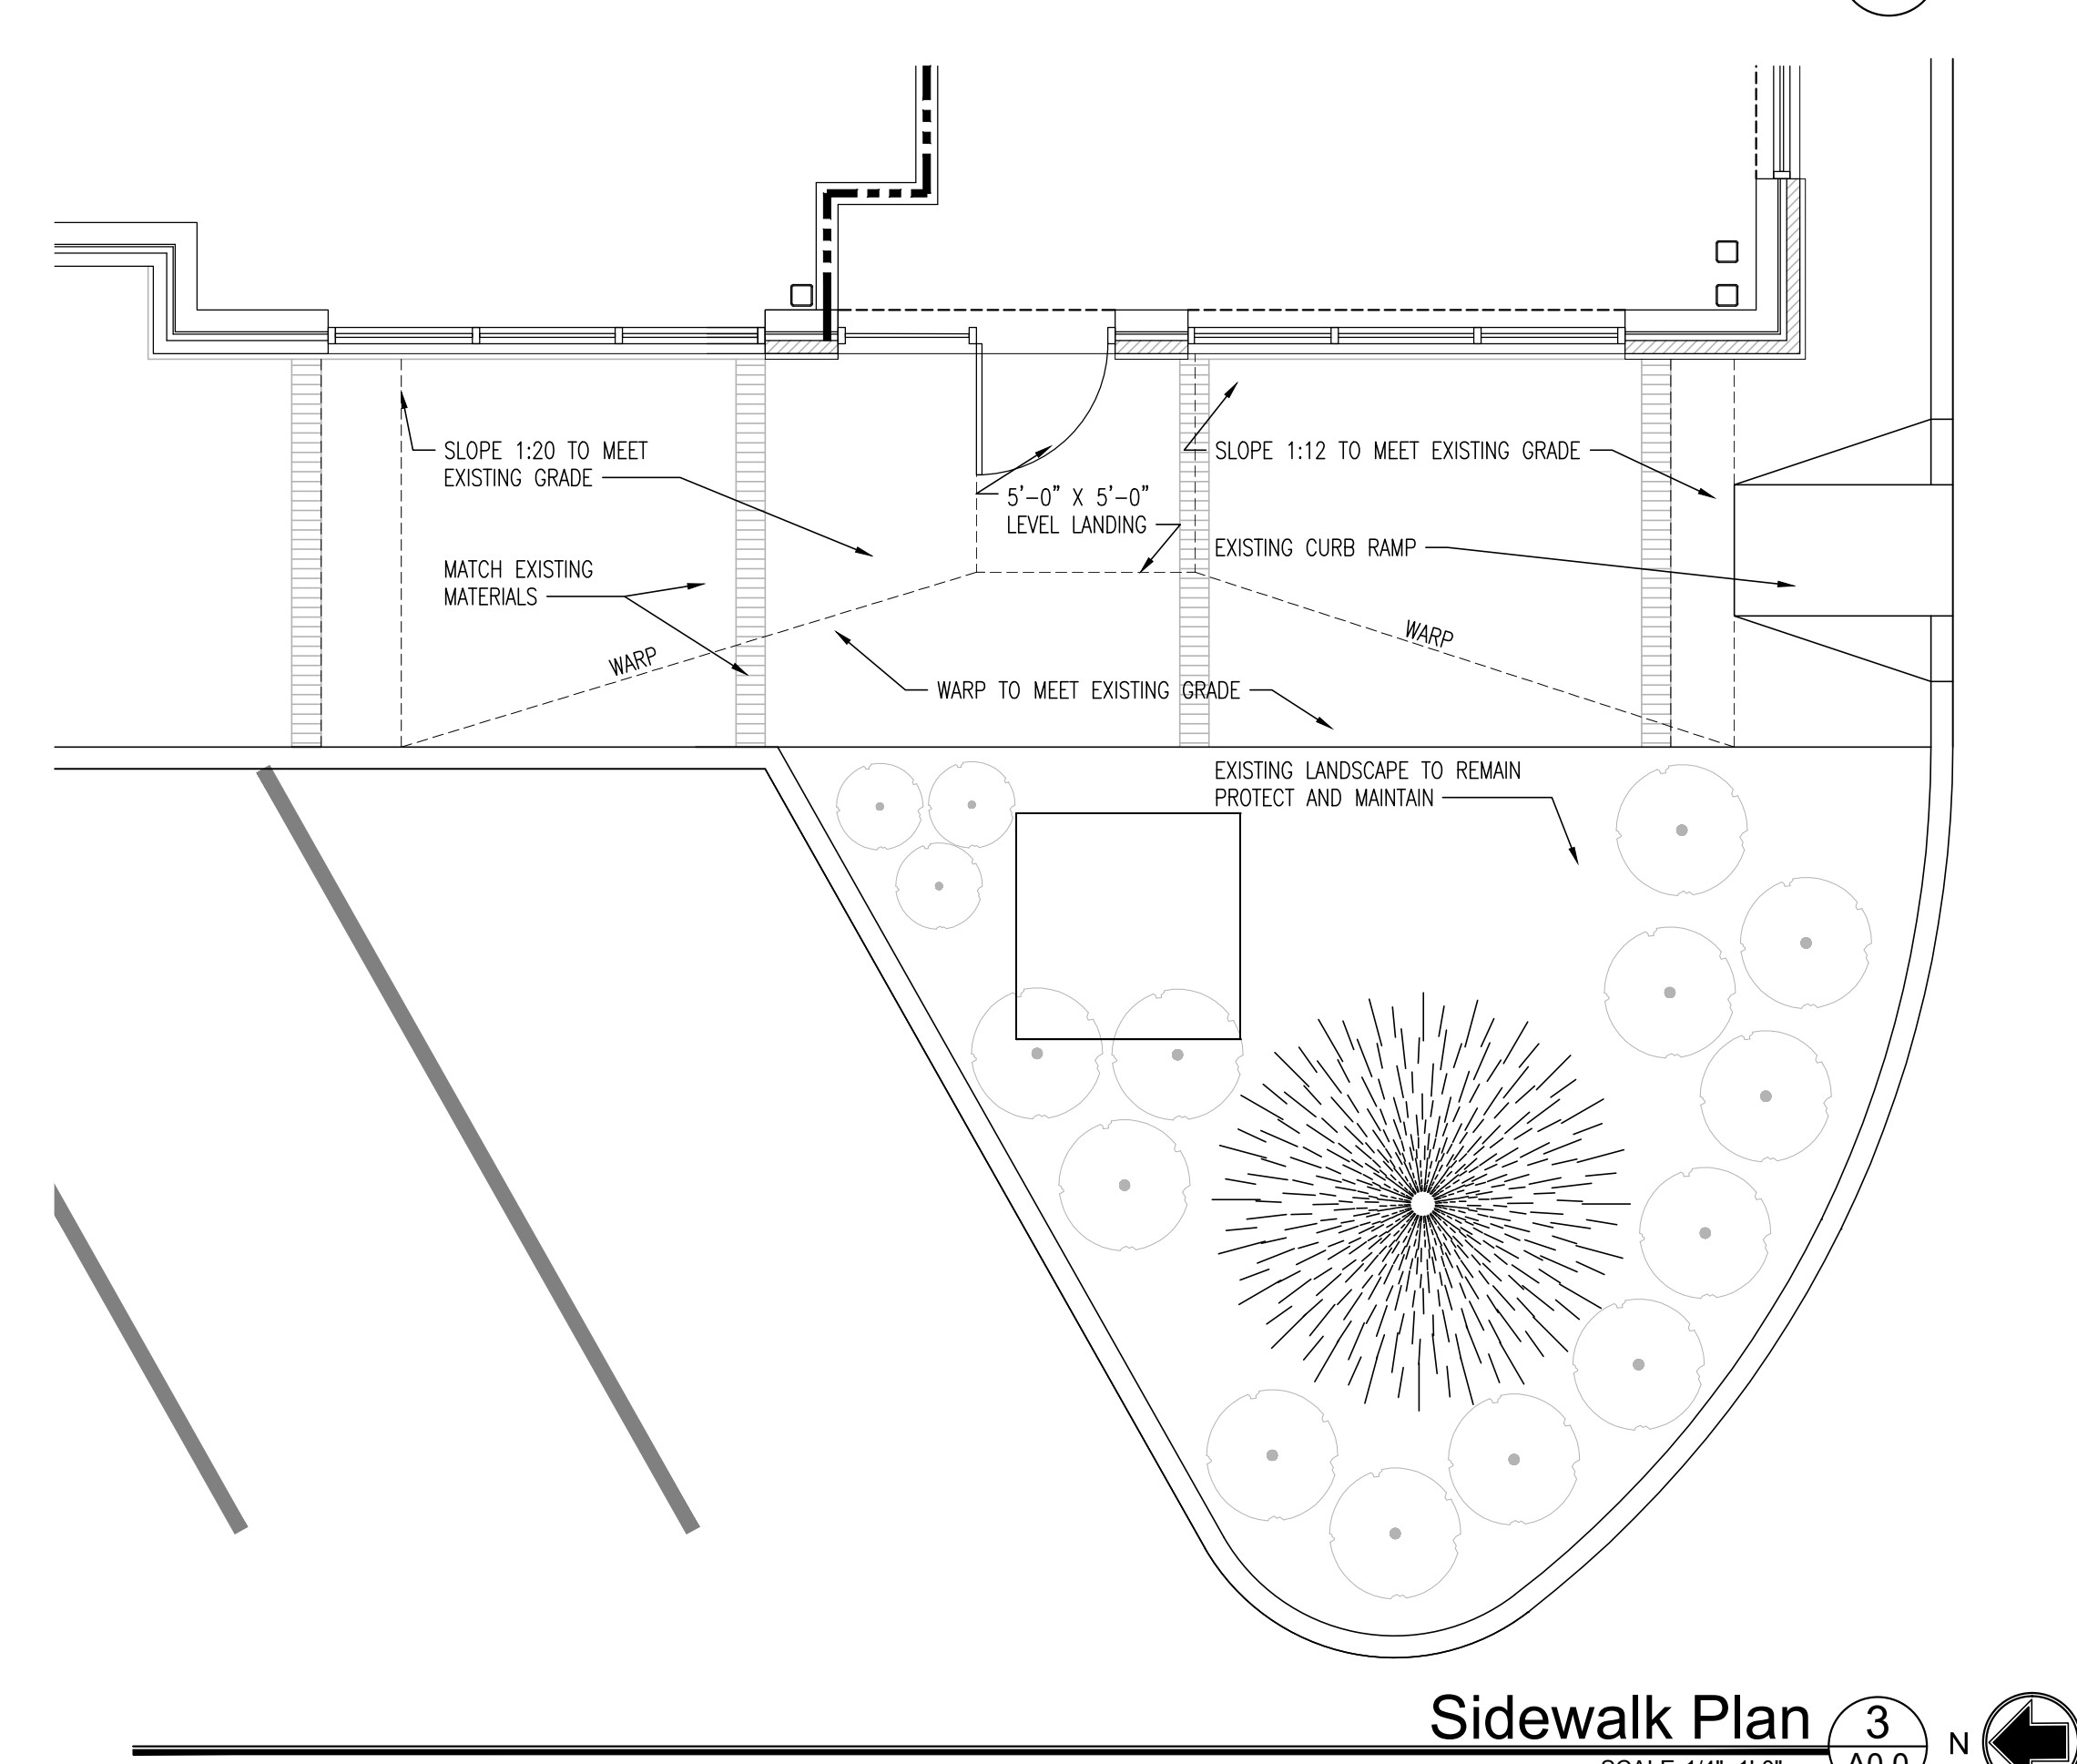 SLOPE 1:20 TO MEET
EXISTING GRADE
SLOPE 1:12 TO MEET EXISTING GRADE
5'-0" X 5'-0"
LEVEL LANDING
EXISTING CURB RAMP
MATCH EXISTING
MATERIALS
WARP
WARP
WARP TO MEET EXISTING GRADE
EXISTING LANDSCAPE TO REMAIN
PROTECT AND MAINTAIN
Sidewalk Plan
3
N